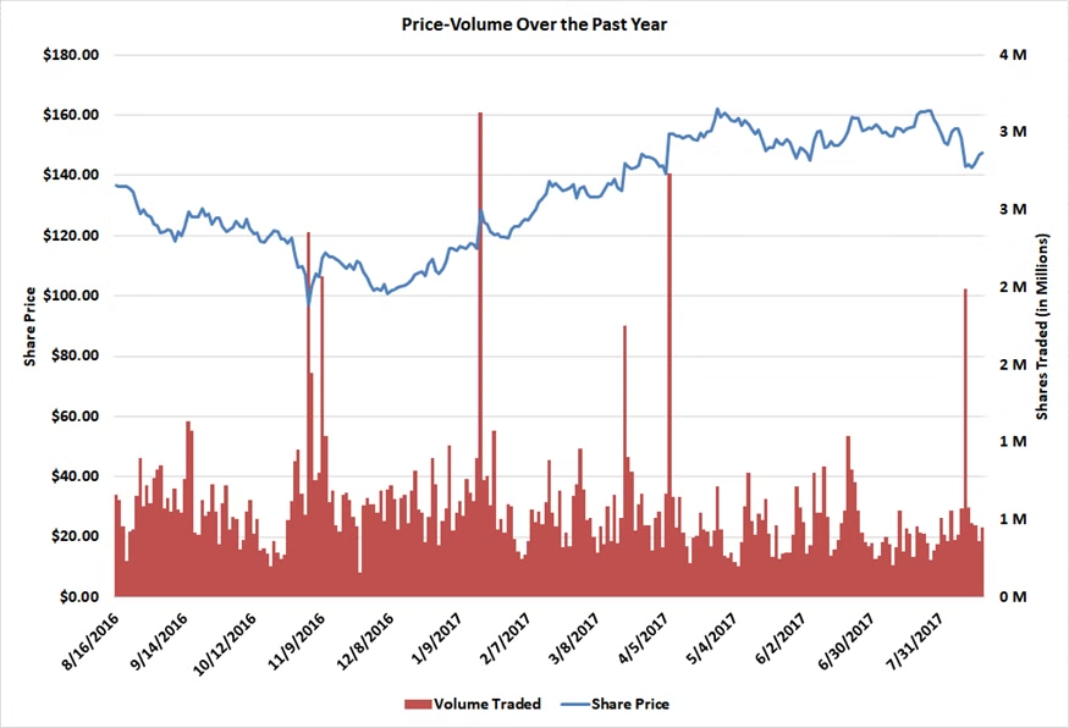 Price-Volume Over the Past Year
$180.00
$160.00
$140.00
$120.00
$100.00
$80.00
$60.00
$40.00
$20.00
$0.00
Share Price
4 M
3 M
3 M
2 M
2 M
1 M
1 M
0 M
Shares Traded (in Millions)
8/16/2016
9/14/2016
10/12/2016
11/9/2016
12/8/2016
1/9/2017
2/7/2017
3/8/2017
4/5/2017
5/4/2017
6/2/2017
6/30/2017
7/31/2017
Volume Traded
Share Price